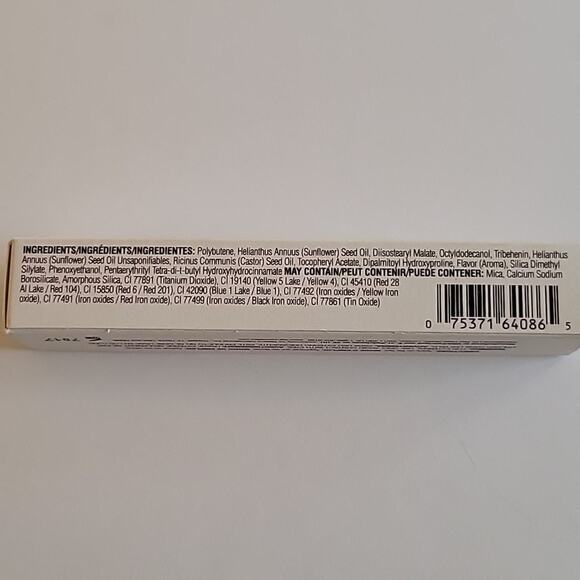 INGREDIENTS/INGRÉDIENTS/INGREDIENTES: Polybutene, Helianthus Annuus (Sunflower) Seed Oil, Diisostearyl Malate, Octyldodecanol, Tribehenin, Helianthus
Annuus (Sunflower) Seed Oil Unsaponifiables, Ricinus Communis (Castor) Seed Oil, Tocopheryl Acetate, Dipalmitoyl Hydroxyproline, Flavor (Aroma), Silica Dimethyl
Silylate, Phenoxyethanol, Pentaerythrityl Tetra-di-t-butyl Hydroxyhydrocinnamate MAY CONTAIN/PEUT CONTENIR/PUEDE CONTENER: Mica, Calcium Sodium
Borosilicate, Amorphous Silica, CI 77891 (Titanium Dioxide), CI 19140 (Yellow 5 Lake / Yellow 4), CI 45410 (Red 28
Al Lake / Red 104), CI 15850 (Red 6 / Red 201), CI 42090 (Blue 1 Lake / Blue 1), CI 77492 (Iron oxides / Yellow Iron
oxide), CI 77491 (Iron oxides / Red Iron oxide), CI 77499 (Iron oxides / Black Iron oxide), CI 77861 (Tin Oxide)
0 75371 64086 5